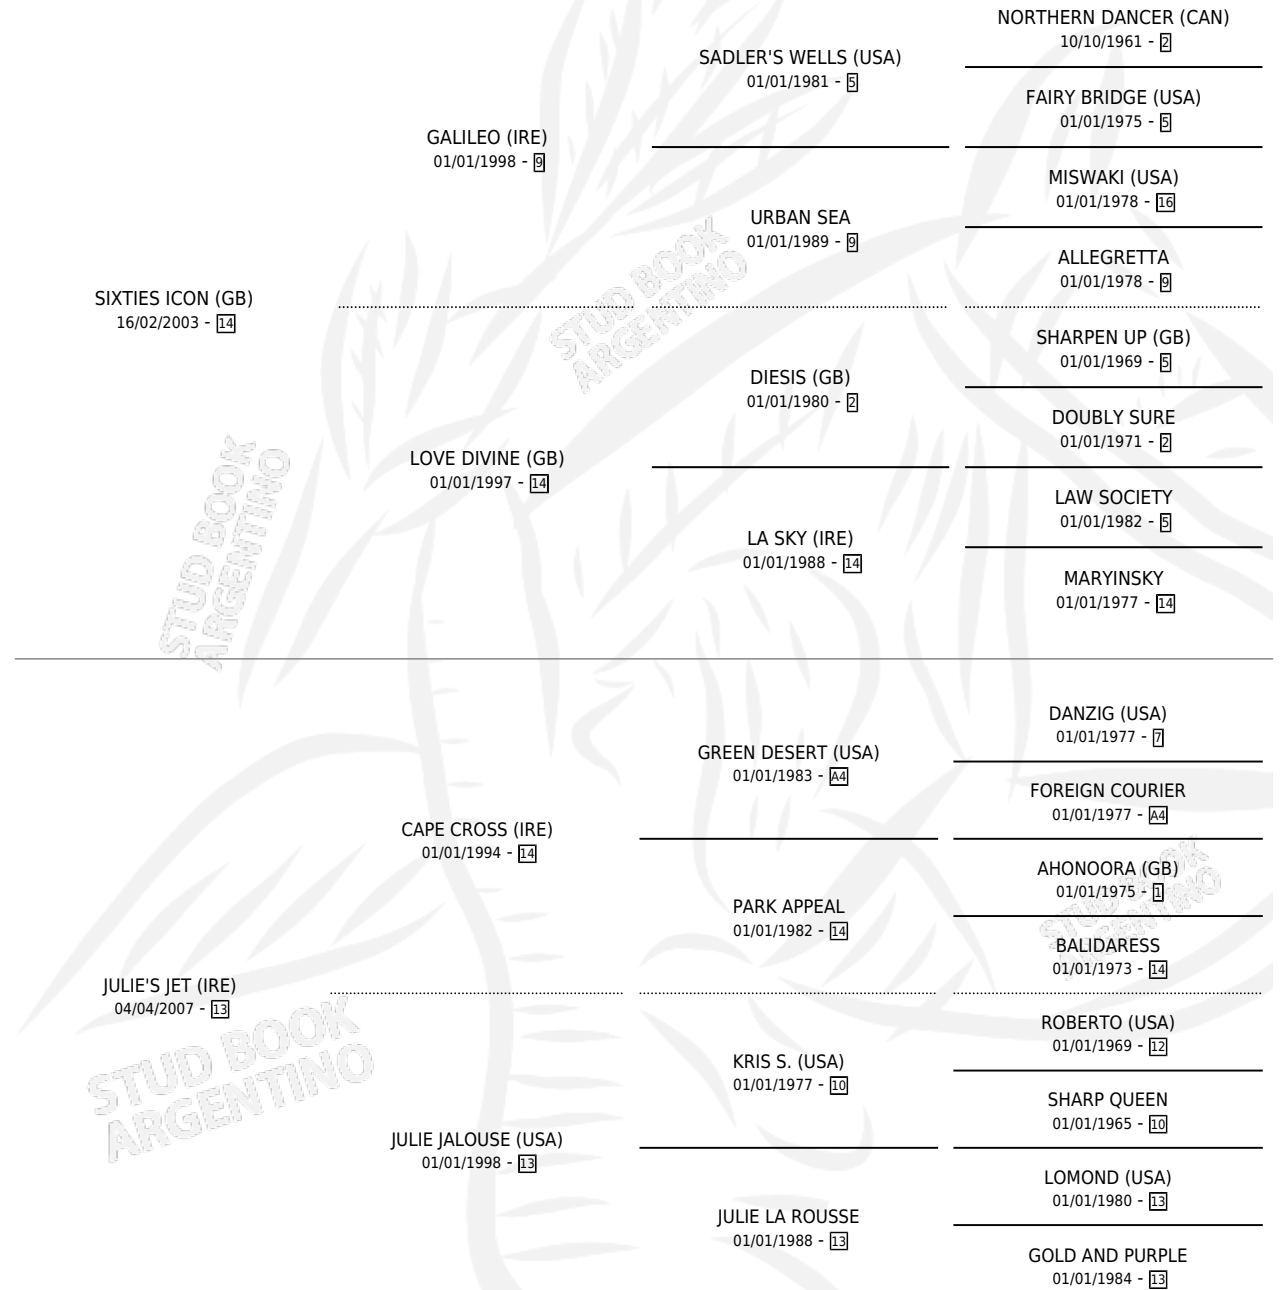 NORTHERN DANCER (CAN)
10/10/1961 - 2
SADLER'S WELLS (USA)
01/01/1981 - 5
FAIRY BRIDGE (USA)
01/01/1975 - 5
GALILEO (IRE)
01/01/1998 - 9
MISWAKI (USA)
01/01/1978 - 16
URBAN SEA
01/01/1989 - 9
ALLEGRETTA
01/01/1978 - 9
SIXTIES ICON (GB)
16/02/2003 - 14
STUD BOOK
ARGENTINO
SHARPEN UP (GB)
01/01/1969 - 5
DIESIS (GB)
01/01/1980 - 2
DOUBLY SURE
01/01/1971 - 2
LOVE DIVINE (GB)
01/01/1997 - 14
LAW SOCIETY
01/01/1982 - 5
LA SKY (IRE)
01/01/1988 - 14
MARYINSKY
01/01/1977 - 14
STUD BOOK
ARGENTINO
DANZIG (USA)
01/01/1977 - 7
GREEN DESERT (USA)
01/01/1983 - A4
FOREIGN COURIER
01/01/1977 - A4
CAPE CROSS (IRE)
01/01/1994 - 14
AHONOORA (GB)
01/01/1975 - 1
PARK APPEAL
01/01/1982 - 14
STUD BOOK
ARGENTINO
BALIDARESS
01/01/1973 - 14
JULIE'S JET (IRE)
04/04/2007 - 13
ROBERTO (USA)
01/01/1969 - 12
KRIS S. (USA)
01/01/1977 - 10
STUD BOOK
ARGENTINO
SHARP QUEEN
01/01/1965 - 10
JULIE JALOUSE (USA)
01/01/1998 - 13
LOMOND (USA)
01/01/1980 - 13
JULIE LA ROUSSE
01/01/1988 - 13
GOLD AND PURPLE
01/01/1984 - 13